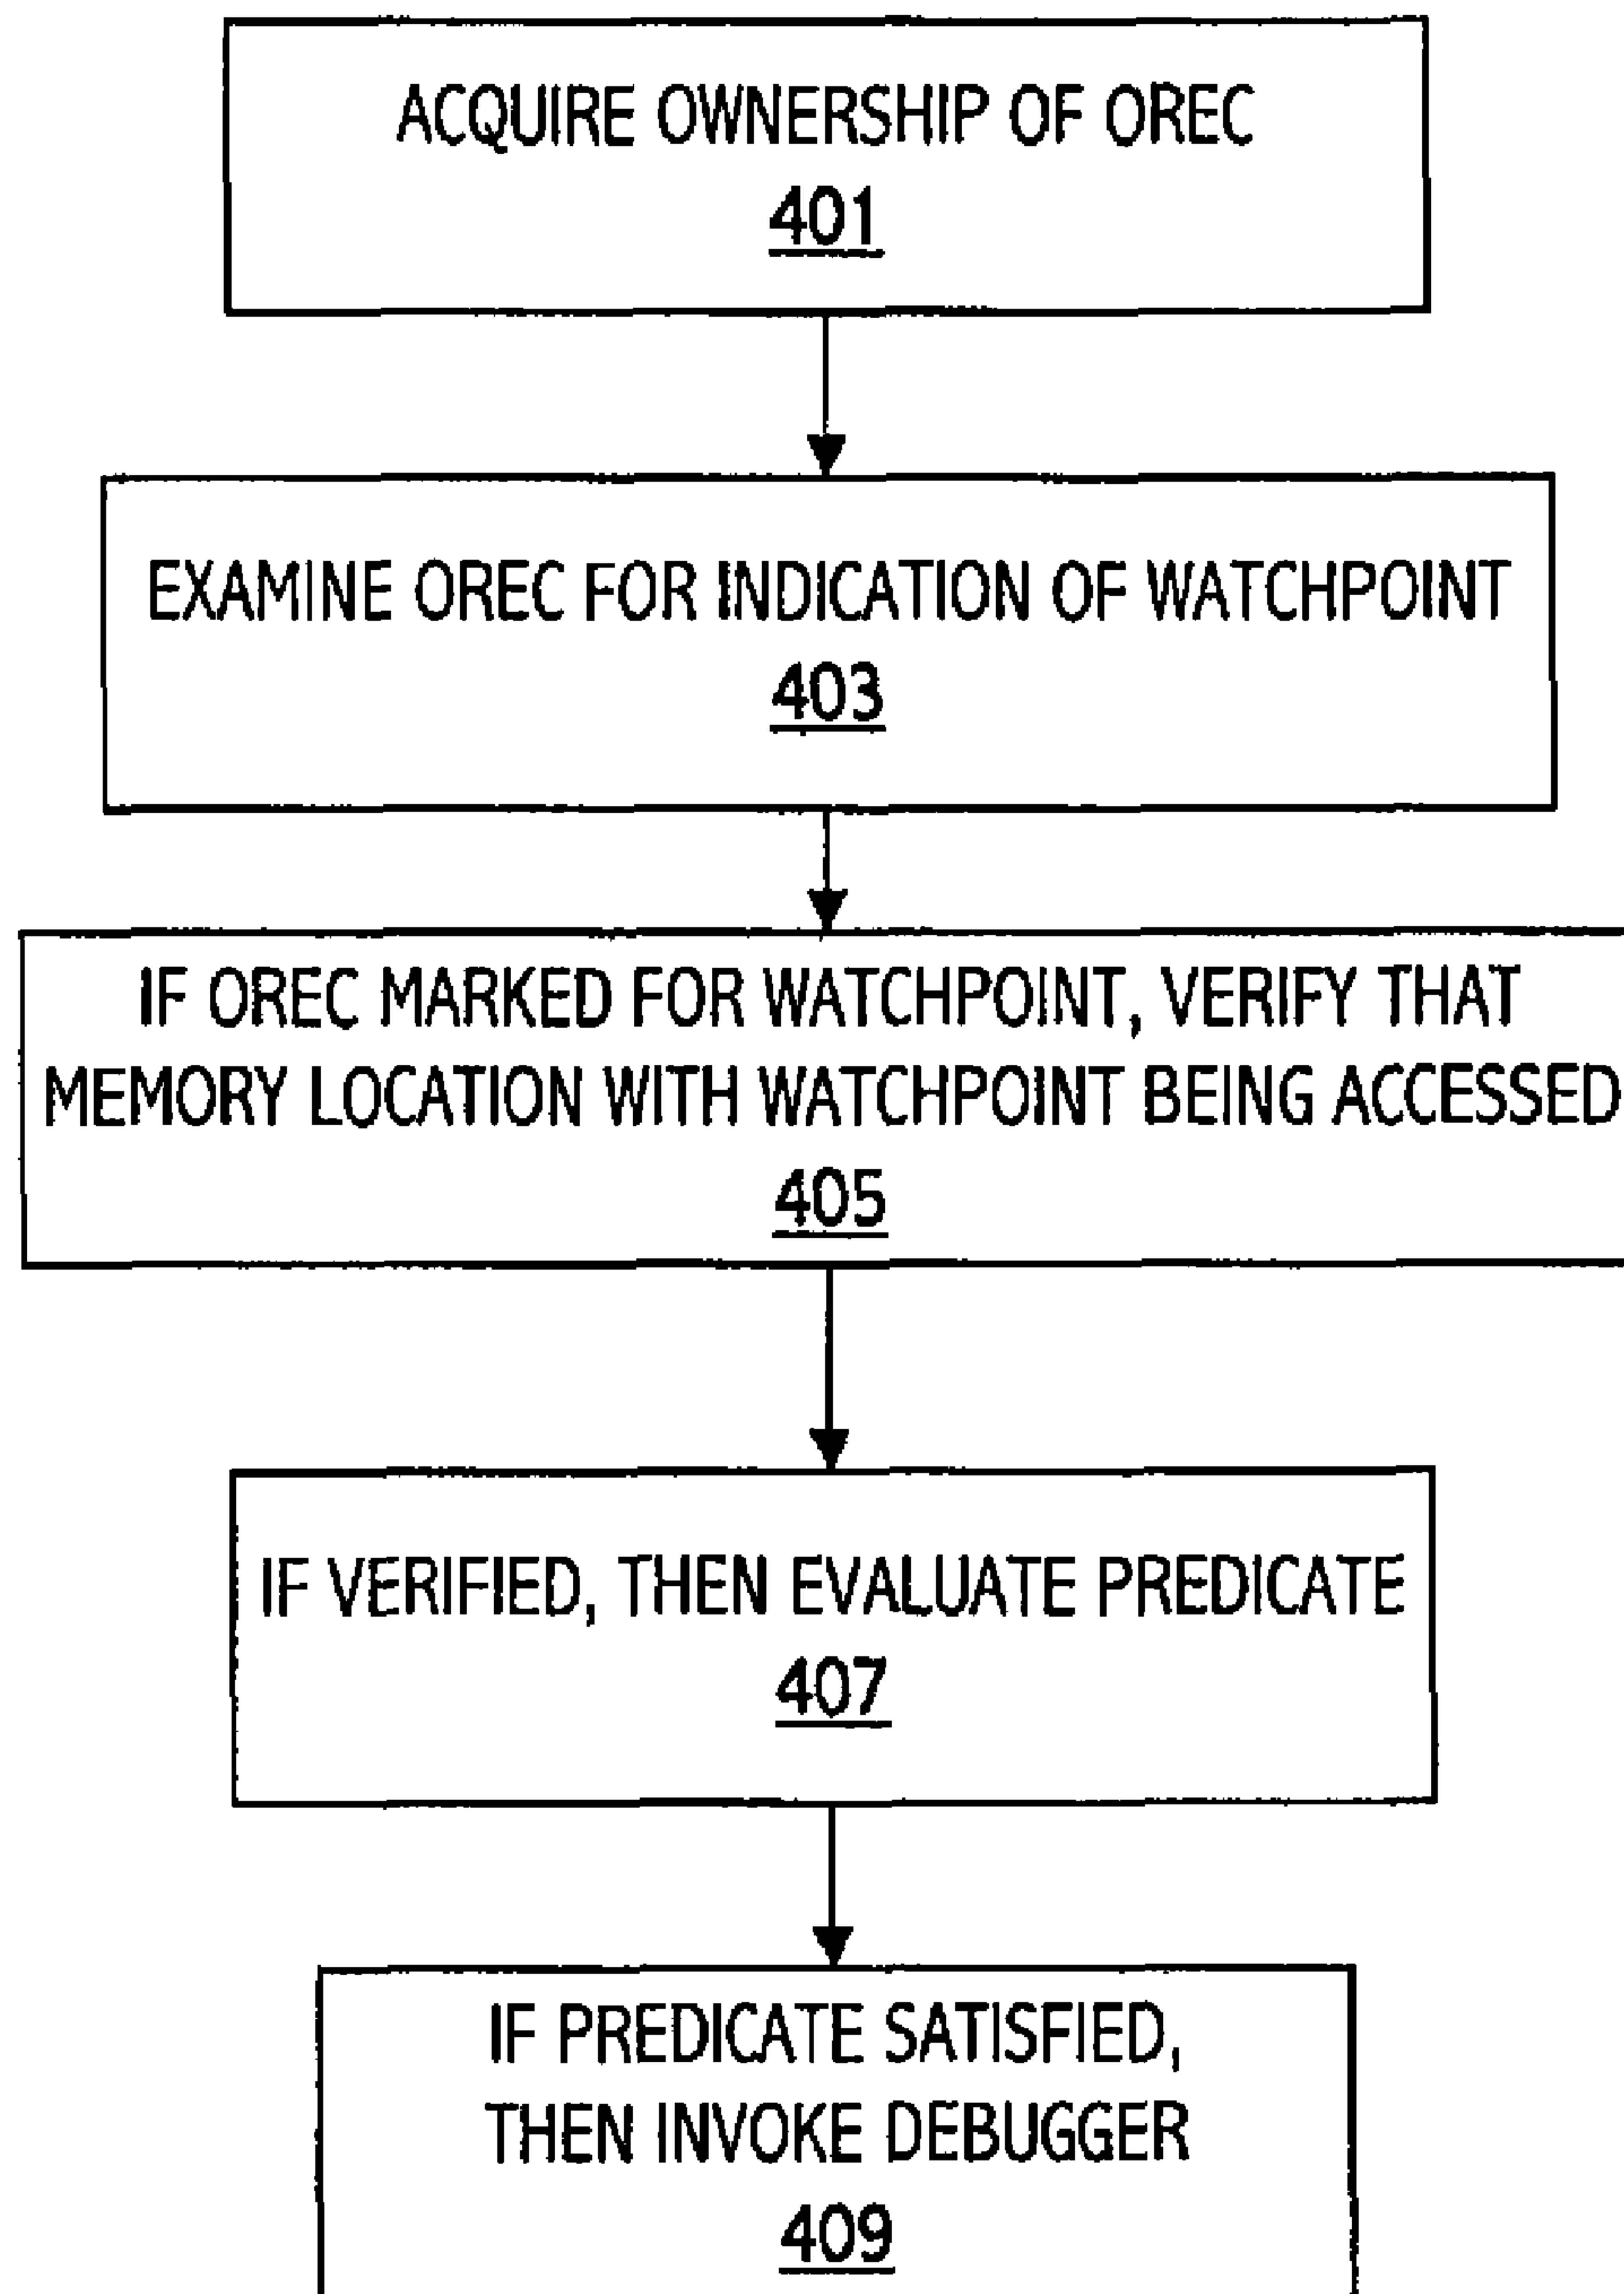 ACQUIRE OWNERSHIP OF OREC
401
EXAMINE OREC FOR INDICATION OF WATCHPOINT
403
IF OREC MARKED FOR WATCHPOINT, VERIFY THAT
MEMORY LOCATION WITH WATCHPOINT BEING ACCESSED
405
IF VERIFIED, THEN EVALUATE PREDICATE
407
IF PREDICATE SATISFIED,
THEN INVOKE DEBUGGER
409